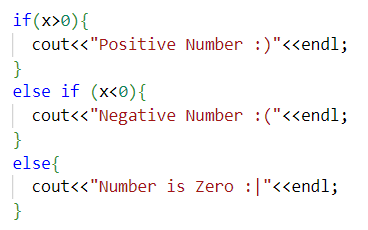 if(x>0){
  cout<<"Positive Number :)"<<endl;
}
else if (x<0){
  cout<<"Negative Number :("<<endl;
}
else{
  cout<<"Number is Zero :|"<<endl;
}